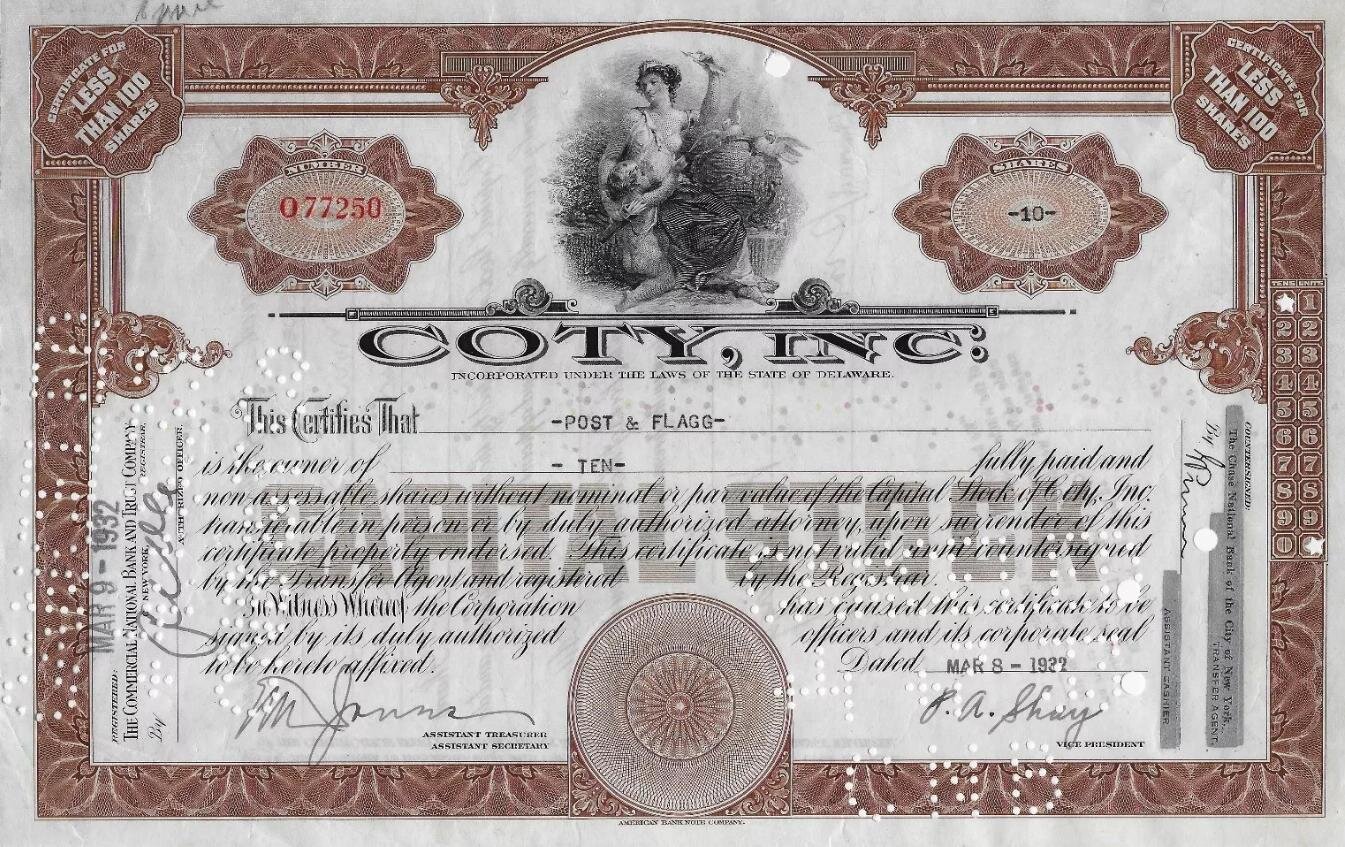 CERTIFICATE FOR
LESS
THAN 100
SHARES
CERTIFICATE FOR
LESS
THAN 100
SHARES
NUMBER
O77250
SHARES
-10-
COTY, INC.
INCORPORATED UNDER THE LAWS OF THE STATE OF DELAWARE.
This Certifies That -POST & FLAGG-
is the owner of - TEN- fully paid and
non-assessable shares without nominal or par value of the Capital Stock of Coty, Inc.
transferable in person or by duly authorized attorney, upon surrender of this
certificate properly endorsed. This certificate is not valid until countersigned
by the Transfer Agent and registered by the Registrar.
CAPITAL STOCK
In Witness Whereof the Corporation has caused this certificate to be
signed by its duly authorized officers and its corporate seal
to be hereto affixed.
Dated MAR 8 - 1932
P. A. Shay
ASSISTANT TREASURER
ASSISTANT SECRETARY
VICE PRESIDENT
AMERICAN BANK NOTE COMPANY.
MAR 9 - 1932
REGISTERED:
THE COMMERCIAL NATIONAL BANK AND TRUST COMPANY
NEW YORK,
REGISTRAR,
By
AUTHORIZED OFFICER.
COUNTERSIGNED:
The Chase National Bank of the City of New York,
TRANSFER AGENT,
By
ASSISTANT CASHIER
TENS UNITS
1
2 2
3 3
4 4
5 5
6 6
7 7
8 8
9 9
0